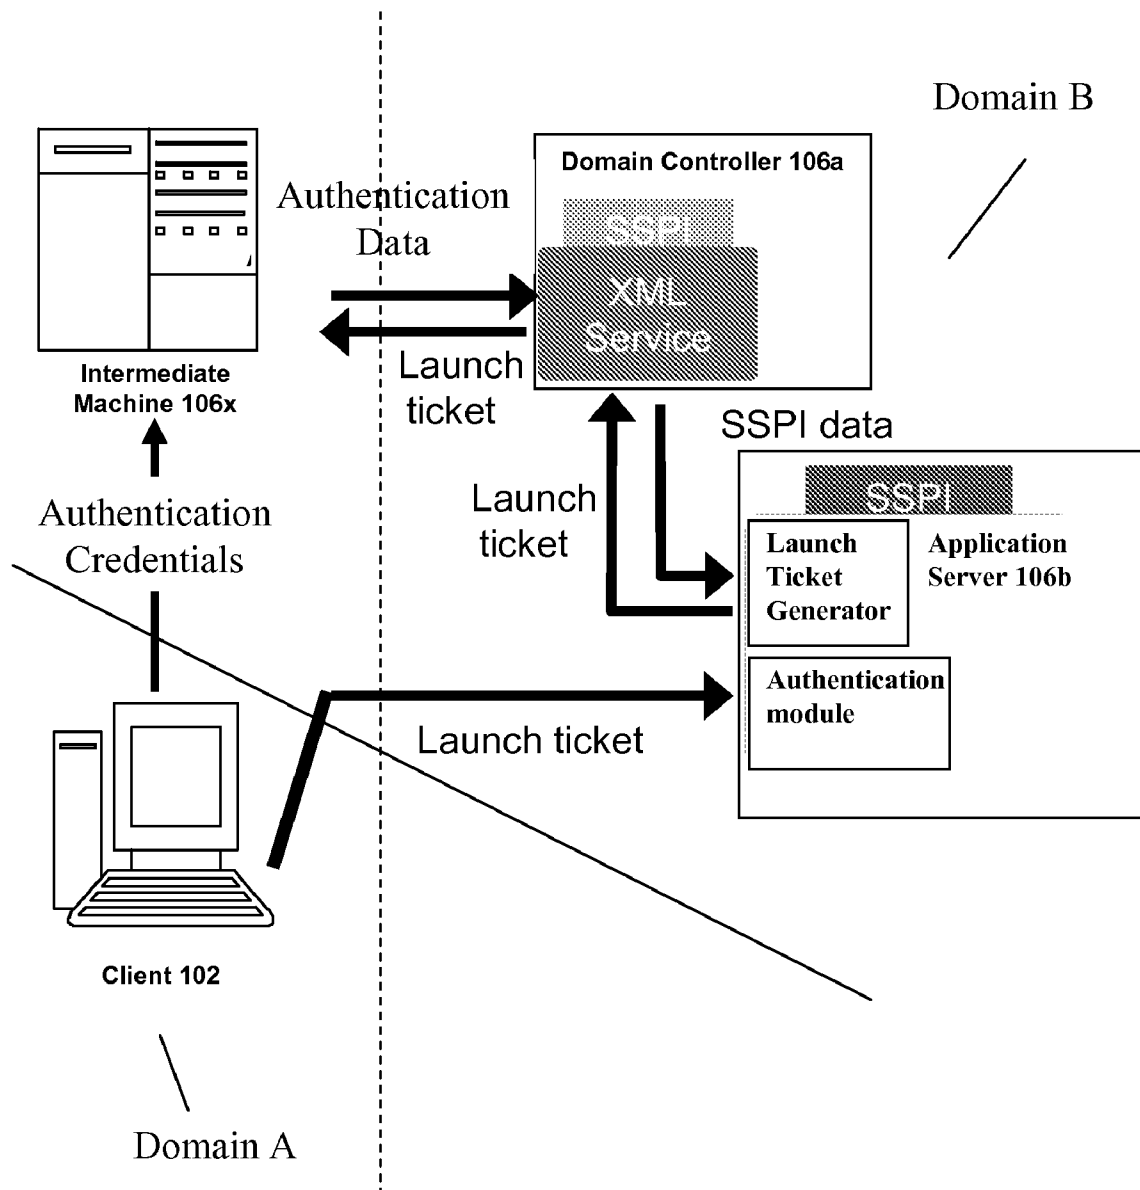 Domain B
Domain Controller 106a
SSPI
XML
Service
Authentication
Data
Launch
ticket
Intermediate
Machine 106x
SSPI data
SSPI
Launch
Ticket
Generator
Application
Server 106b
Launch
ticket
Authentication
Credentials
Authentication
module
Launch ticket
Client 102
Domain A